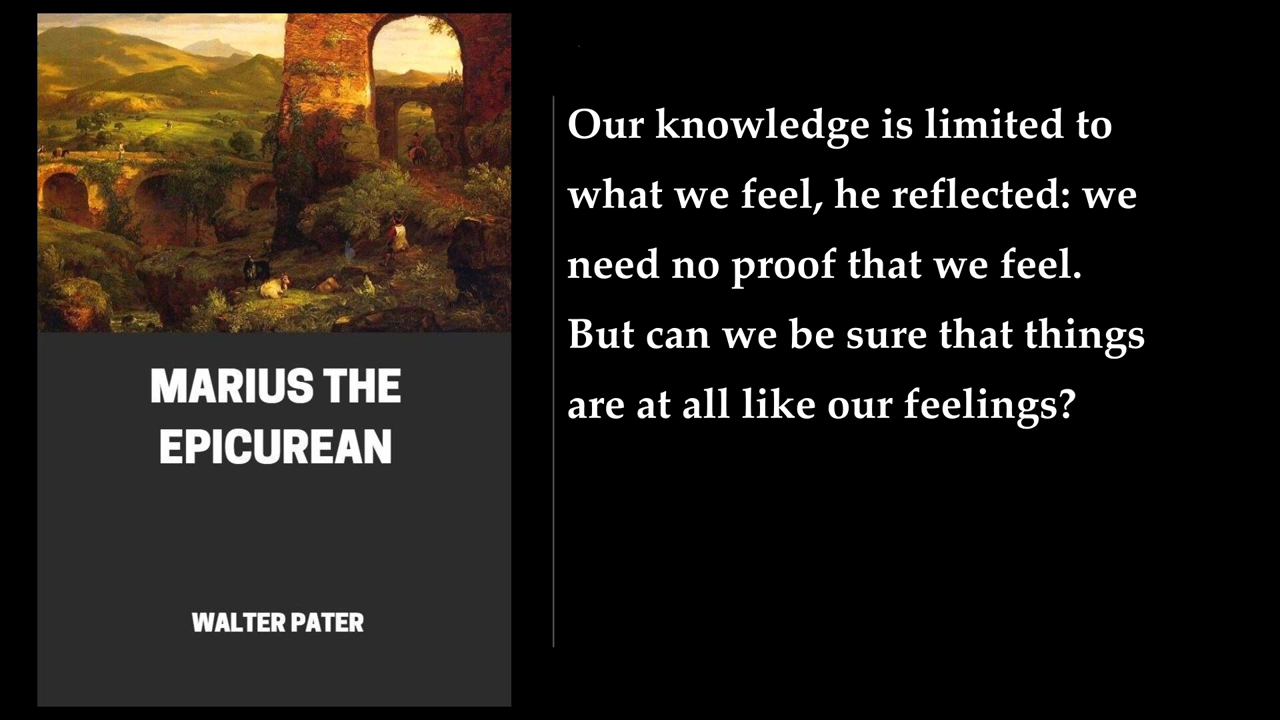 MARIUS THE
EPICUREAN
WALTER PATER
Our knowledge is limited to
what we feel, he reflected: we
need no proof that we feel.
But can we be sure that things
are at all like our feelings?